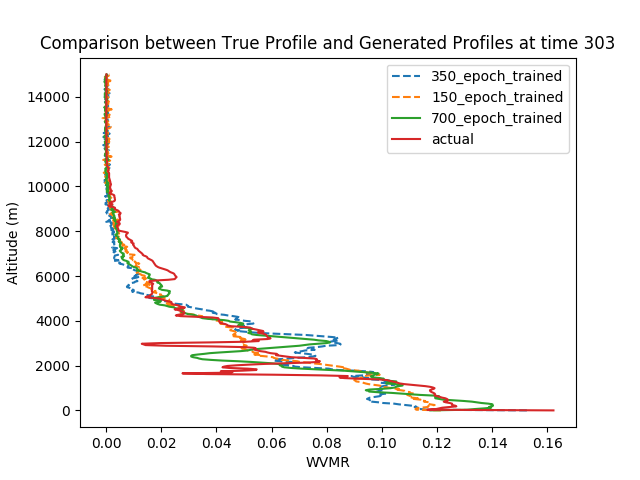 Comparison between True Profile and Generated Profiles at time 303
350_epoch_trained
150_epoch_trained
700_epoch_trained
actual
14000
12000
10000
8000
6000
4000
2000
0
Altitude (m)
0.00 0.02 0.04 0.06 0.08 0.10 0.12 0.14 0.16
WVMR